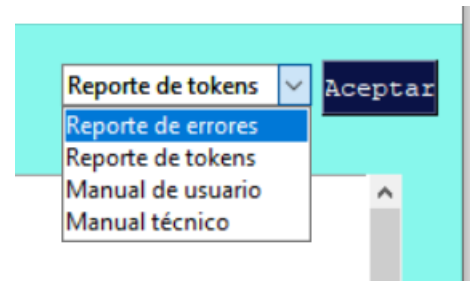 Reporte de tokens
Aceptar
Reporte de errores
Reporte de tokens
Manual de usuario
Manual técnico